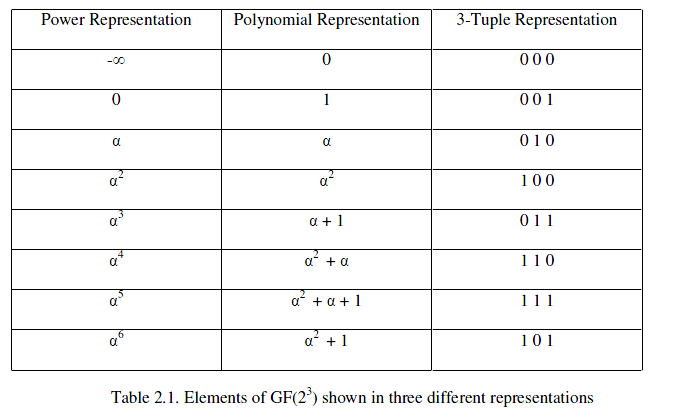 Power Representation Polynomial Representation 3-Tuple Representation
-∞ 0 0 0 0
0 1 0 0 1
α α 0 1 0
α² α² 1 0 0
α³ α + 1 0 1 1
α⁴ α² + α 1 1 0
α⁵ α² + α + 1 1 1 1
α⁶ α² + 1 1 0 1
Table 2.1. Elements of GF(2³) shown in three different representations